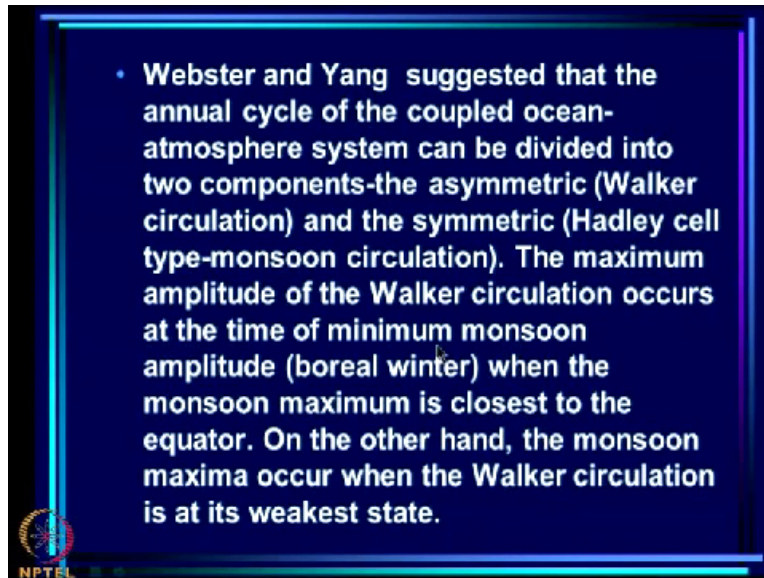 • Webster and Yang suggested that the
annual cycle of the coupled ocean-
atmosphere system can be divided into
two components-the asymmetric (Walker
circulation) and the symmetric (Hadley cell
type-monsoon circulation). The maximum
amplitude of the Walker circulation occurs
at the time of minimum monsoon
amplitude (boreal winter) when the
monsoon maximum is closest to the
equator. On the other hand, the monsoon
maxima occur when the Walker circulation
is at its weakest state.
NPTEL